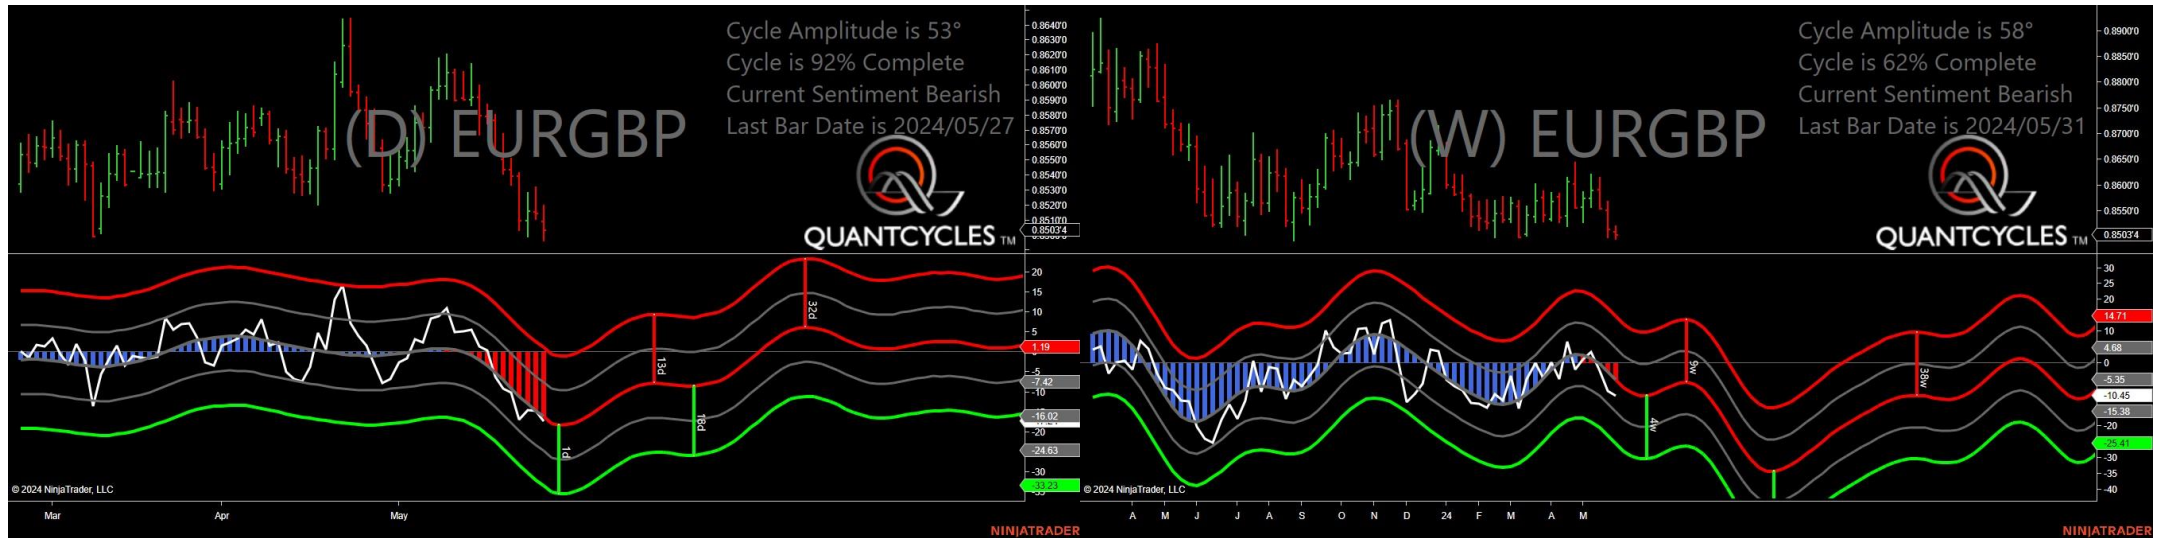 Cycle Amplitude is 53°
Cycle is 92% Complete
Current Sentiment Bearish
Last Bar Date is 2024/05/27
(D) EURGBP
QUANTCYCLES TM
0.8640'0
0.8630'0
0.8620'0
0.8610'0
0.8600'0
0.8590'0
0.8580'0
0.8570'0
0.8560'0
0.8550'0
0.8540'0
0.8530'0
0.8520'0
0.8510'0
0.8503'4
20
15
10
5
1.19
-5
-7.42
-10
-16.02
-20
-24.63
-30
-33.23
1d
13d
18d
32d
© 2024 NinjaTrader, LLC
Mar Apr May
NINJATRADER
Cycle Amplitude is 58°
Cycle is 62% Complete
Current Sentiment Bearish
Last Bar Date is 2024/05/31
(W) EURGBP
QUANTCYCLES TM
0.8900'0
0.8850'0
0.8800'0
0.8750'0
0.8700'0
0.8650'0
0.8600'0
0.8550'0
0.8503'4
30
25
20
14.71
10
4.68
0
-5.35
-10.45
-15.38
-20
-25.41
-30
-35
-40
4w
9w
38w
© 2024 NinjaTrader, LLC
A M J J A S O N D 24 F M A M
NINJATRADER